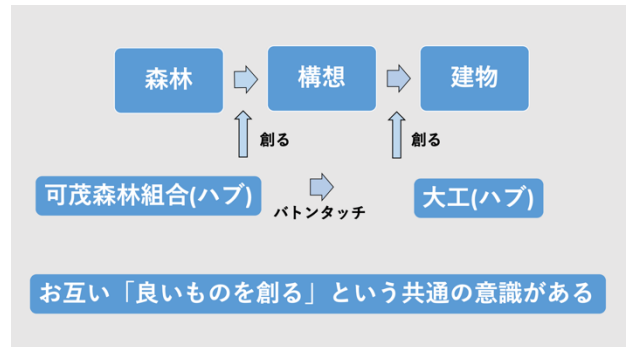 森林
構想
建物
創る
創る
可茂森林組合(ハブ)
バトンタッチ
大工(ハブ)
お互い「良いものを創る」という共通の意識がある